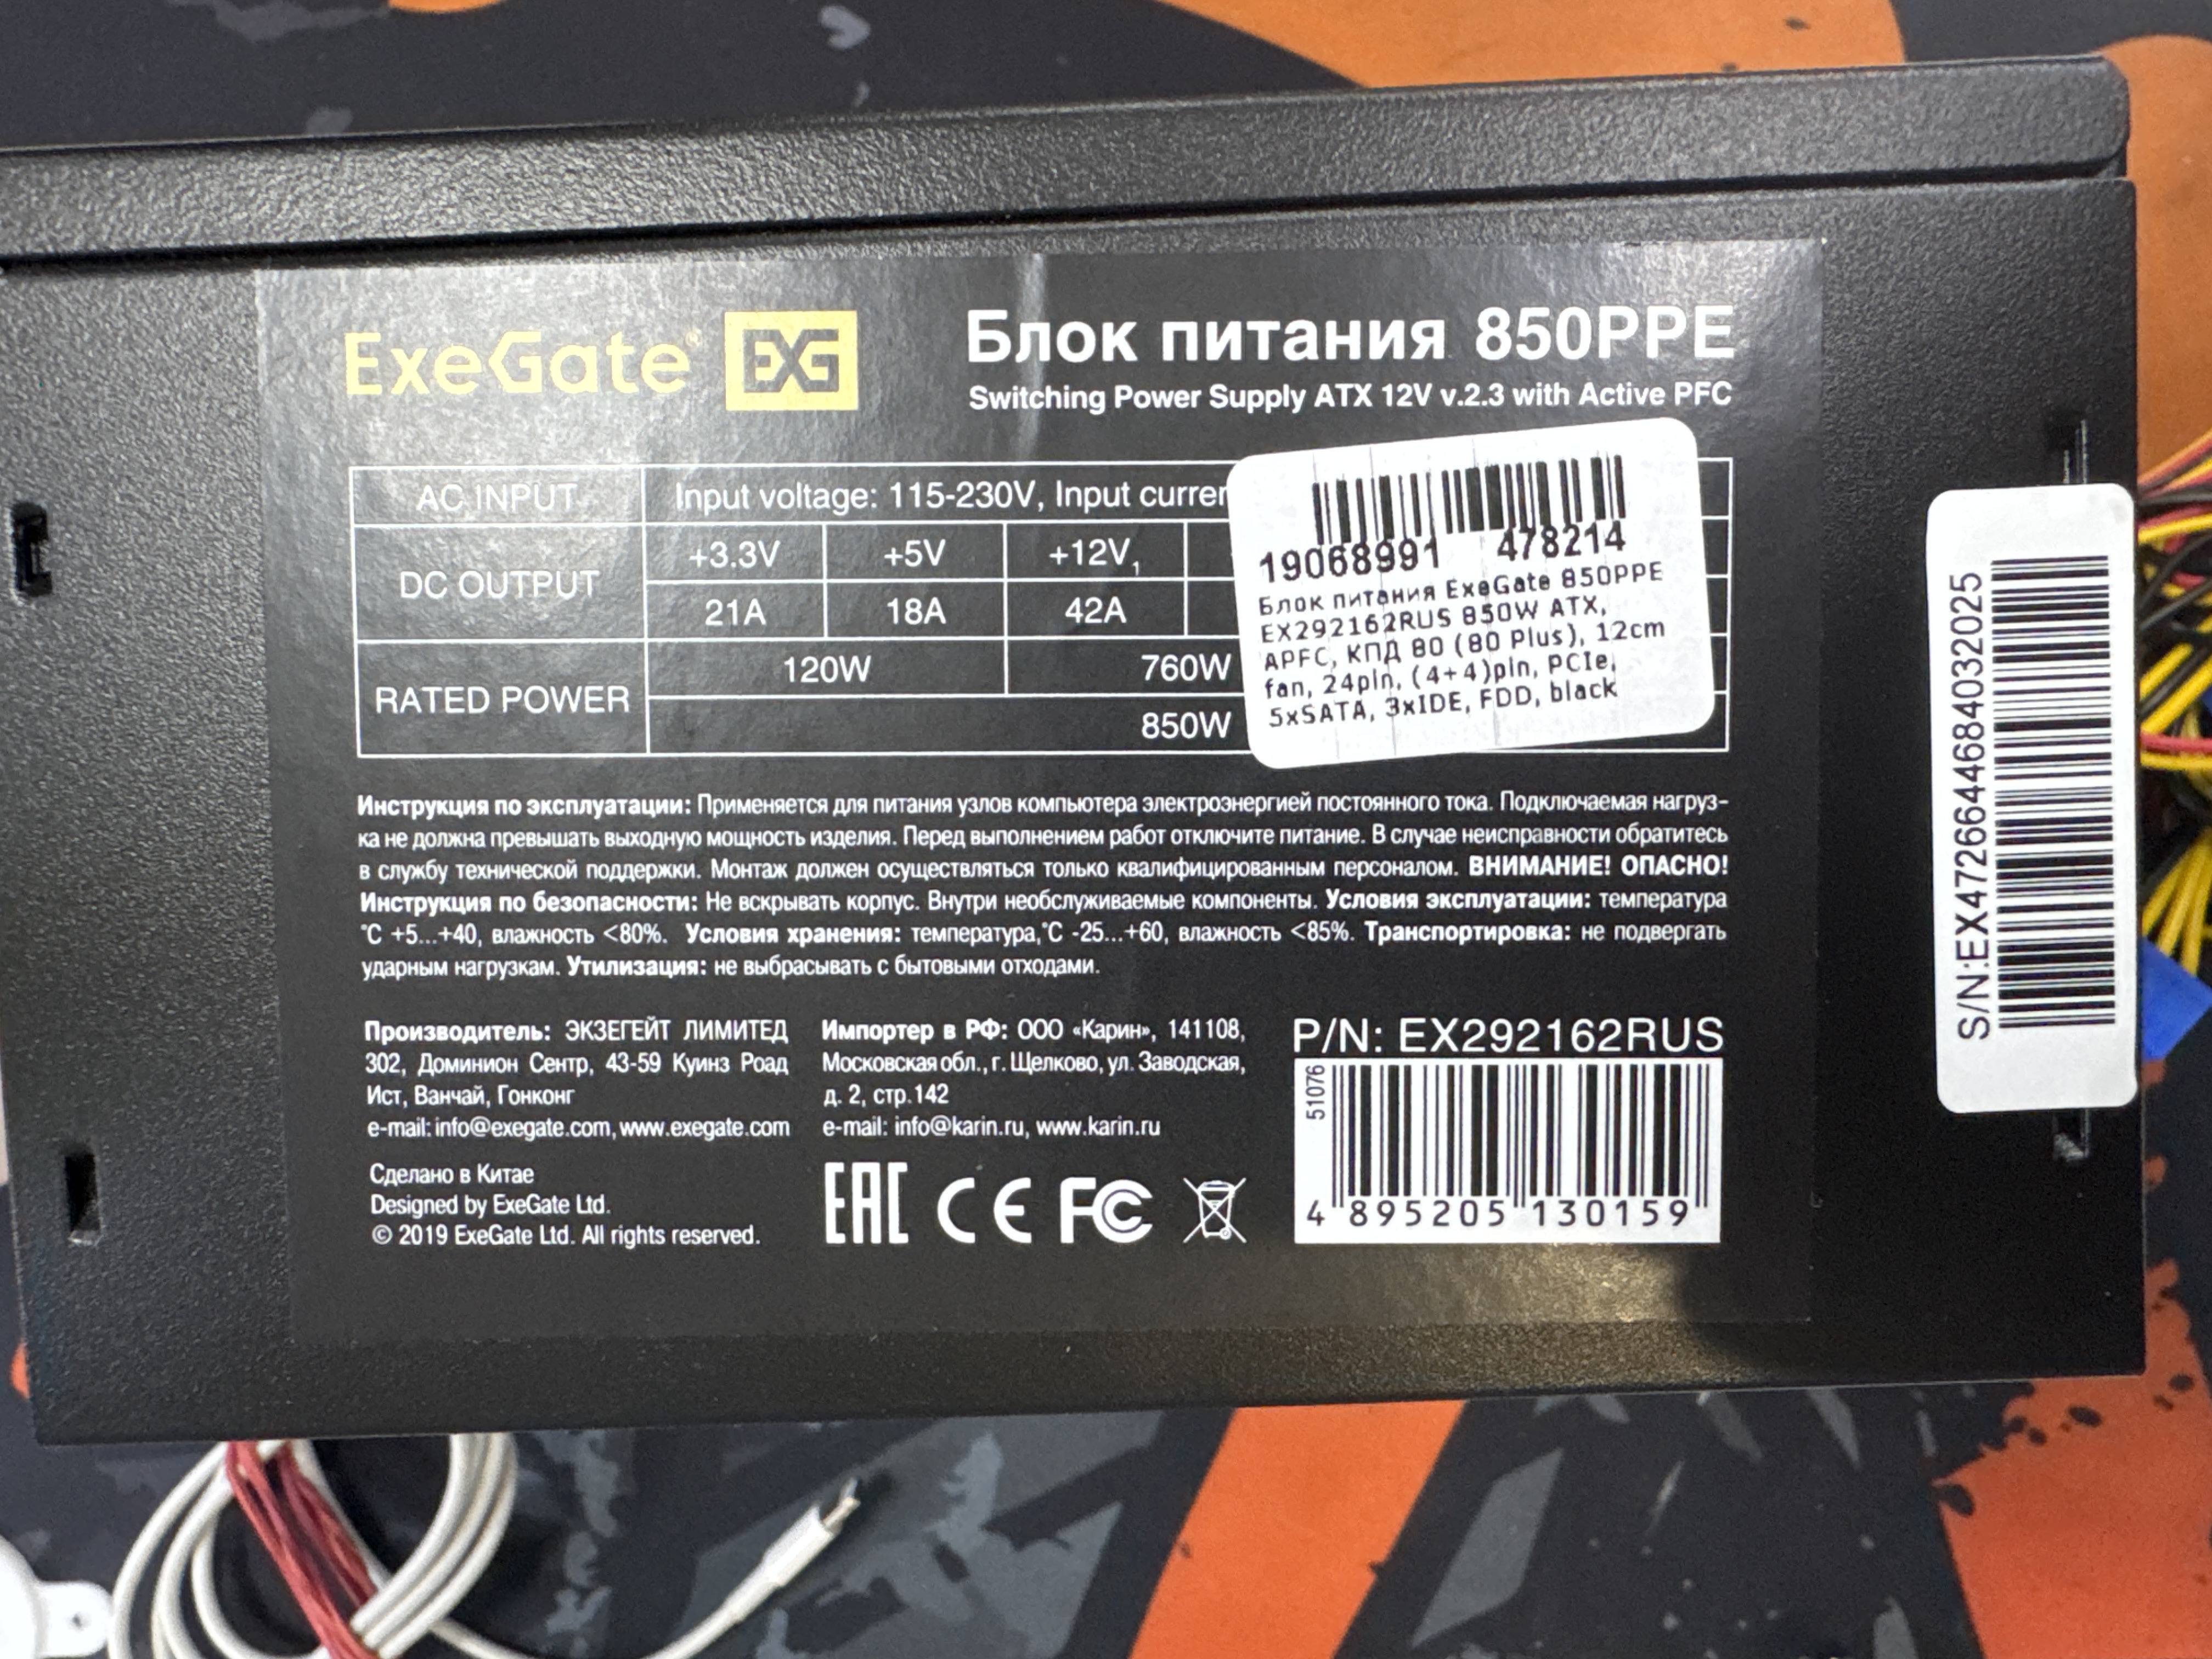 ExeGate® EXG
Блок питания 850PPE
Switching Power Supply ATX 12V v.2.3 with Active PFC
AC INPUT Input voltage: 115-230V, Input
DC OUTPUT
+3.3V +5V +12V₁
21A 18A 42A
RATED POWER
120W 760W
850W
19068991 478214
Блок питания ExeGate 850PPE
EX292162RUS 850W ATX,
APFC, КПД 80 (80 Plus), 12cm
fan, 24pin, (4+4)pin, PCIe,
5xSATA, 3xIDE, FDD, black
Инструкция по эксплуатации: Применяется для питания узлов компьютера электроэнергией постоянного тока. Подключаемая нагруз-
ка не должна превышать выходную мощность изделия. Перед выполнением работ отключите питание. В случае неисправности обратитесь
в службу технической поддержки. Монтаж должен осуществляться только квалифицированным персоналом. ВНИМАНИЕ! ОПАСНО!
Инструкция по безопасности: Не вскрывать корпус. Внутри необслуживаемые компоненты. Условия эксплуатации: температура
°C +5...+40, влажность <80%. Условия хранения: температура,°C -25...+60, влажность <85%. Транспортировка: не подвергать
ударным нагрузкам. Утилизация: не выбрасывать с бытовыми отходами.
Производитель: ЭКЗЕГЕЙТ ЛИМИТЕД
302, Доминион Сентр, 43-59 Куинз Роад
Ист, Ванчай, Гонконг
e-mail: info@exegate.com, www.exegate.com
Сделано в Китае
Designed by ExeGate Ltd.
© 2019 ExeGate Ltd. All rights reserved.
Импортер в РФ: ООО «Карин», 141108,
Московская обл., г. Щелково, ул. Заводская,
д. 2, стр.142
e-mail: info@karin.ru, www.karin.ru
EAC CE FC
P/N: EX292162RUS
51076
4 895205 130159
S/N:EX472664468403202​5